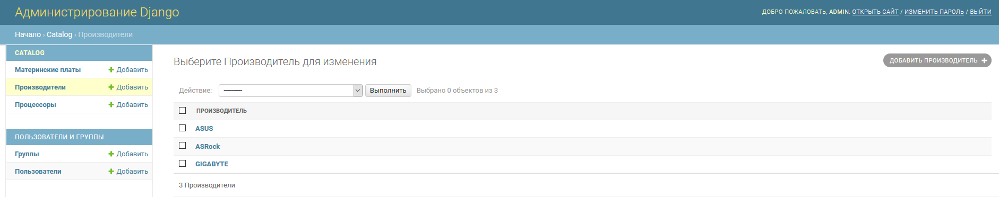 Администрирование Django
ДОБРО ПОЖАЛОВАТЬ, ADMIN. ОТКРЫТЬ САЙТ / ИЗМЕНИТЬ ПАРОЛЬ / ВЫЙТИ
Начало › Catalog › Производители
CATALOG
Материнские платы Добавить
Производители Добавить
Процессоры Добавить
ПОЛЬЗОВАТЕЛИ И ГРУППЫ
Группы Добавить
Пользователи Добавить
Выберите Производитель для изменения
ДОБАВИТЬ ПРОИЗВОДИТЕЛЬ
Действие: --------- Выполнить Выбрано 0 объектов из 3
ПРОИЗВОДИТЕЛЬ
ASUS
ASRock
GIGABYTE
3 Производители